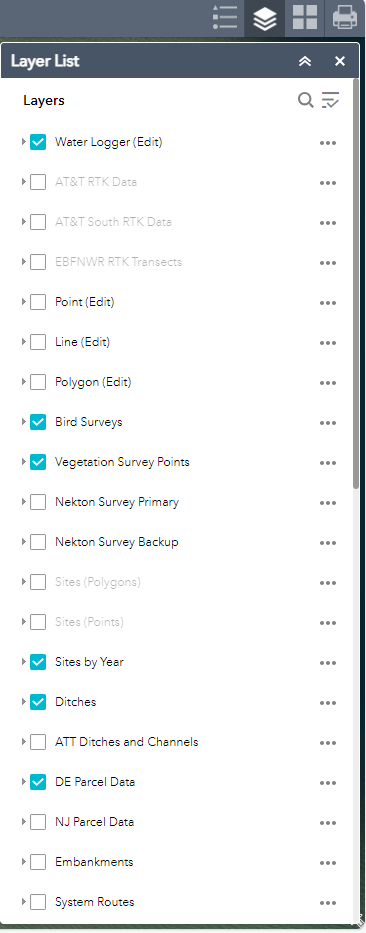 Layer List
Layers
Water Logger (Edit)
AT&T RTK Data
AT&T South RTK Data
EBFNWR RTK Transects
Point (Edit)
Line (Edit)
Polygon (Edit)
Bird Surveys
Vegetation Survey Points
Nekton Survey Primary
Nekton Survey Backup
Sites (Polygons)
Sites (Points)
Sites by Year
Ditches
ATT Ditches and Channels
DE Parcel Data
NJ Parcel Data
Embankments
System Routes